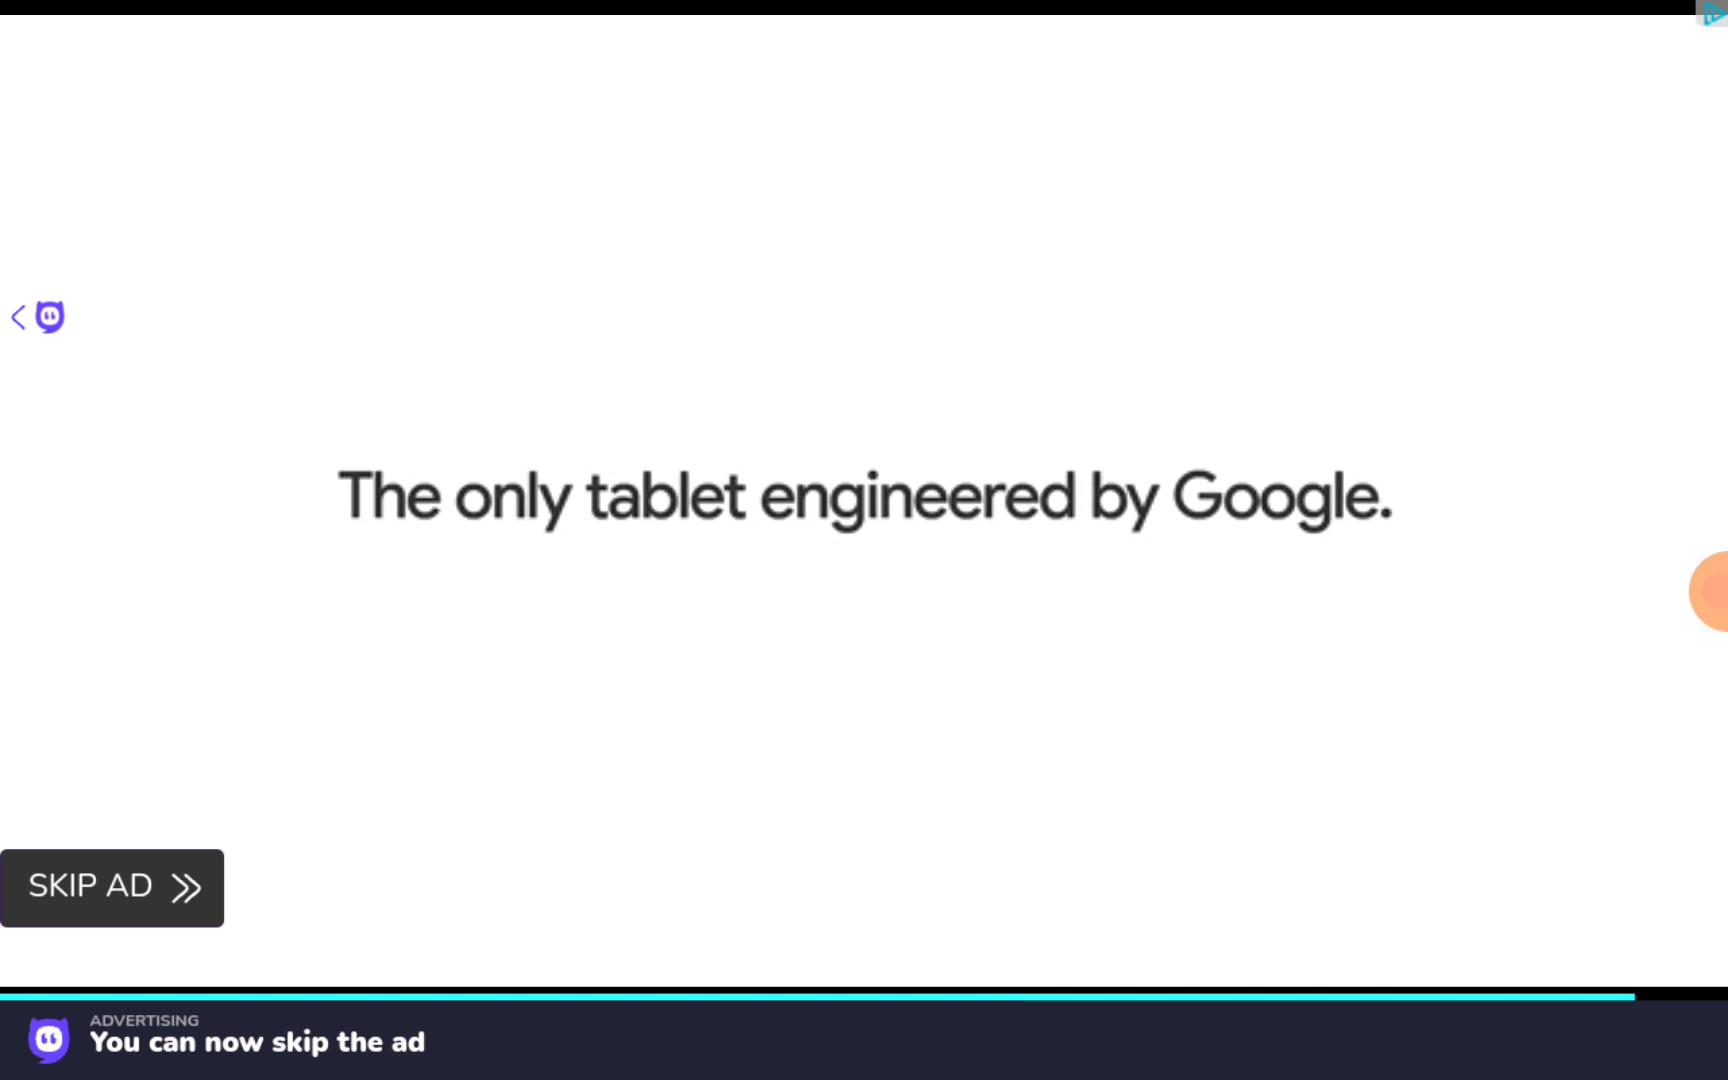 The only tablet engineered by Google.
SKIP AD
ADVERTISING
You can now skip the ad